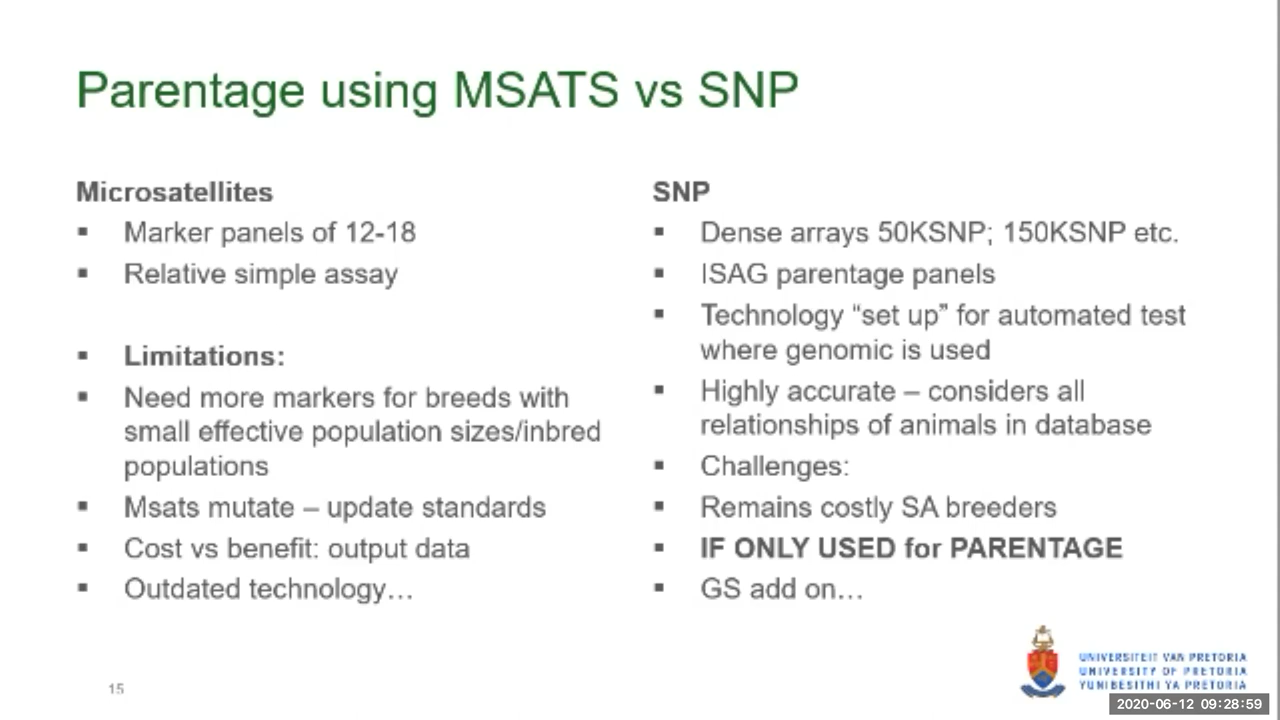 Parentage using MSATS vs SNP
Microsatellites
▪ Marker panels of 12-18
▪ Relative simple assay
▪ Limitations:
▪ Need more markers for breeds with
small effective population sizes/inbred
populations
▪ Msats mutate – update standards
▪ Cost vs benefit: output data
▪ Outdated technology…
SNP
▪ Dense arrays 50KSNP; 150KSNP etc.
▪ ISAG parentage panels
▪ Technology “set up” for automated test
where genomic is used
▪ Highly accurate – considers all
relationships of animals in database
▪ Challenges:
▪ Remains costly SA breeders
▪ IF ONLY USED for PARENTAGE
▪ GS add on…
15
UNIVERSITEIT VAN PRETORIA
UNIVERSITY OF PRETORIA
YUNIBESITHI YA PRETORIA
2020-06-12 09:28:59